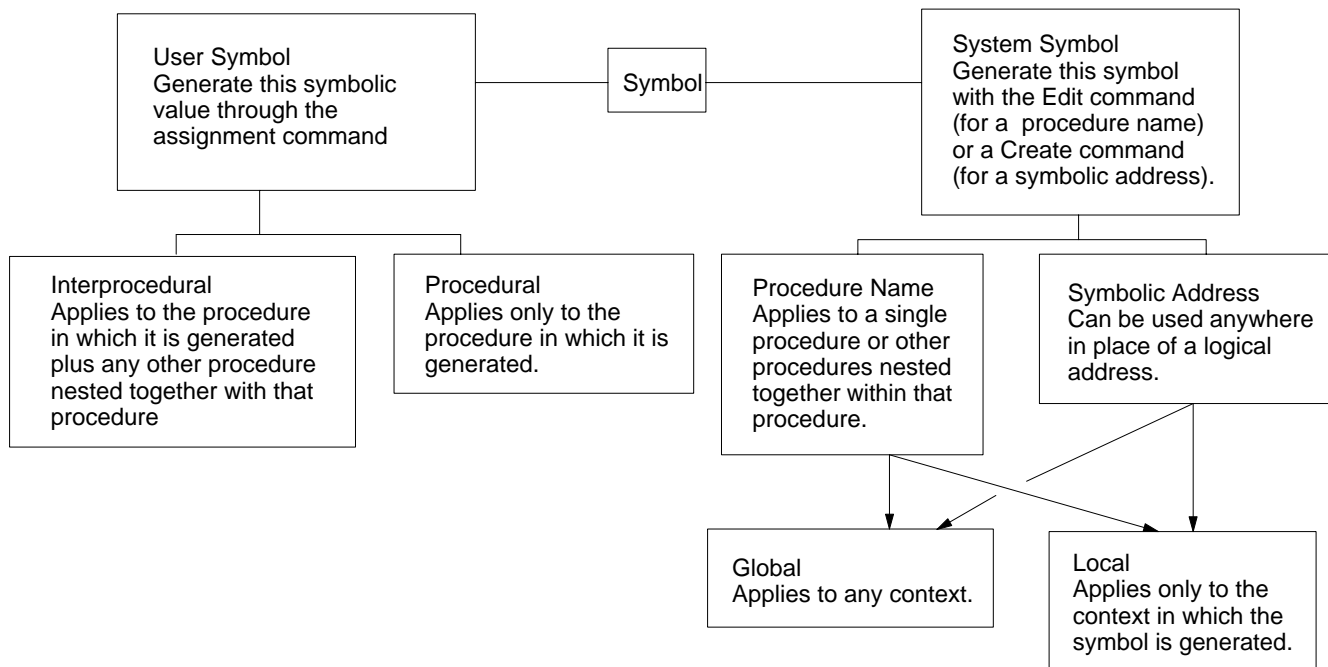 User Symbol
Generate this symbolic
value through the
assignment command
Symbol
System Symbol
Generate this symbol
with the Edit command
(for a procedure name)
or a Create command
(for a symbolic address).
Interprocedural
Applies to the procedure
in which it is generated
plus any other procedure
nested together with that
procedure
Procedural
Applies only to the
procedure in which it is
generated.
Procedure Name
Applies to a single
procedure or other
procedures nested
together within that
procedure.
Symbolic Address
Can be used anywhere
in place of a logical
address.
Global
Applies to any context.
Local
Applies only to the
context in which the
symbol is generated.